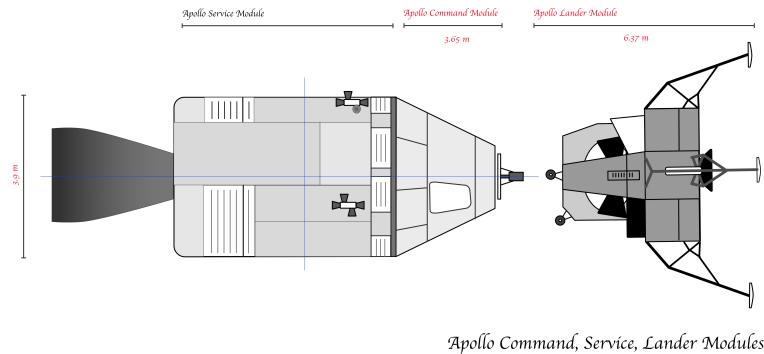 Apollo Service Module
Apollo Command Module
Apollo Lander Module
3.65 m
6.37 m
3.9 m
Apollo Command, Service, Lander Modules